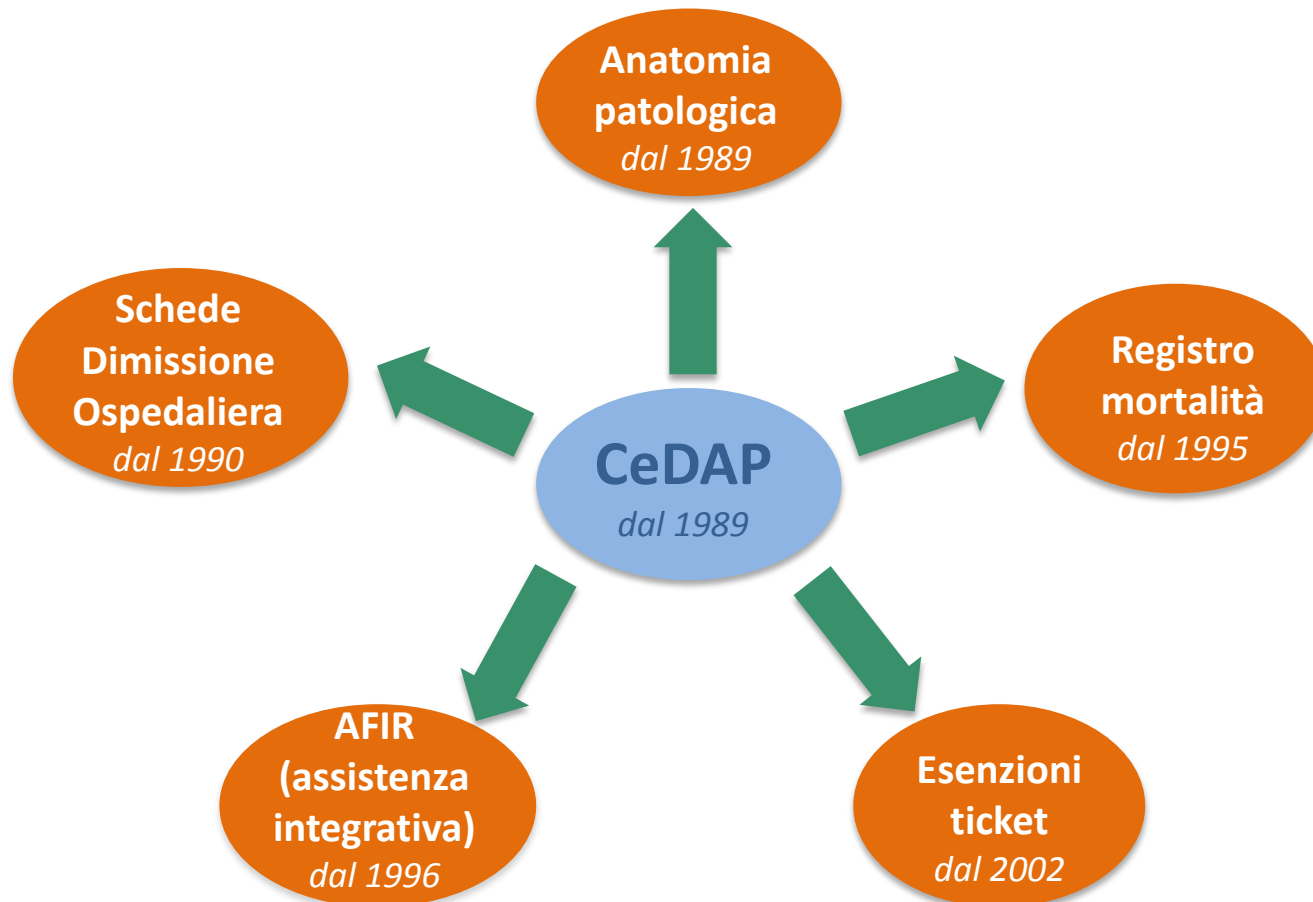 Anatomia
patologica
dal 1989
Schede
Dimissione
Ospedaliera
dal 1990
Registro
mortalità
dal 1995
CeDAP
dal 1989
AFIR
(assistenza
integrativa)
dal 1996
Esenzioni
ticket
dal 2002